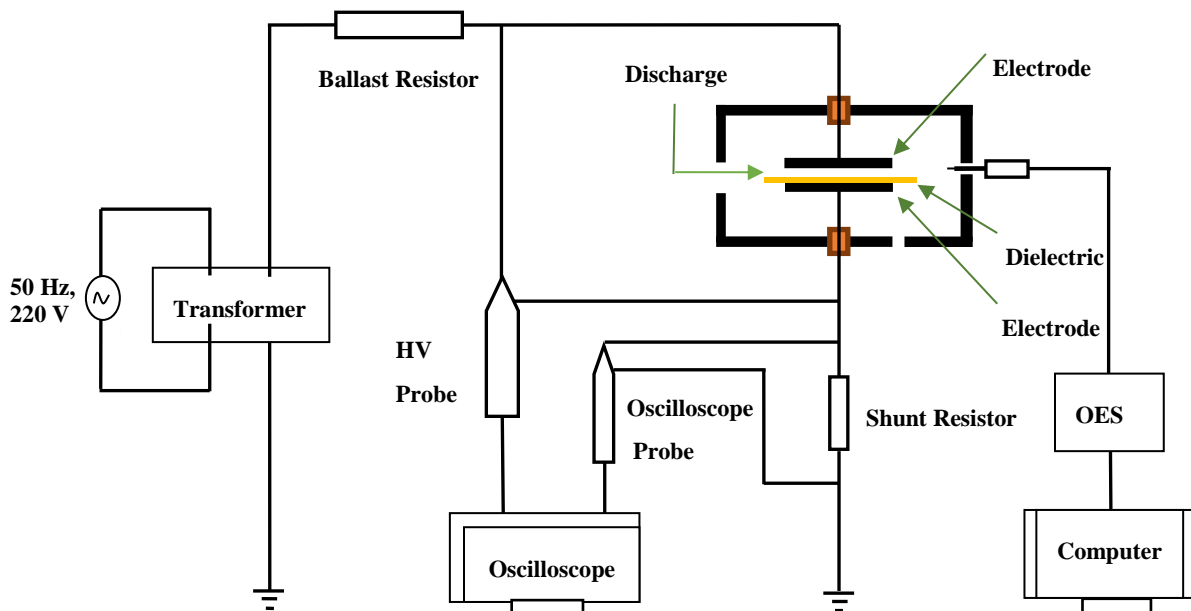 Ballast Resistor
Discharge
Electrode
50 Hz,
220 V
Transformer
HV
Probe
Oscilloscope
Probe
Dielectric
Electrode
Shunt Resistor
OES
Oscilloscope
Computer